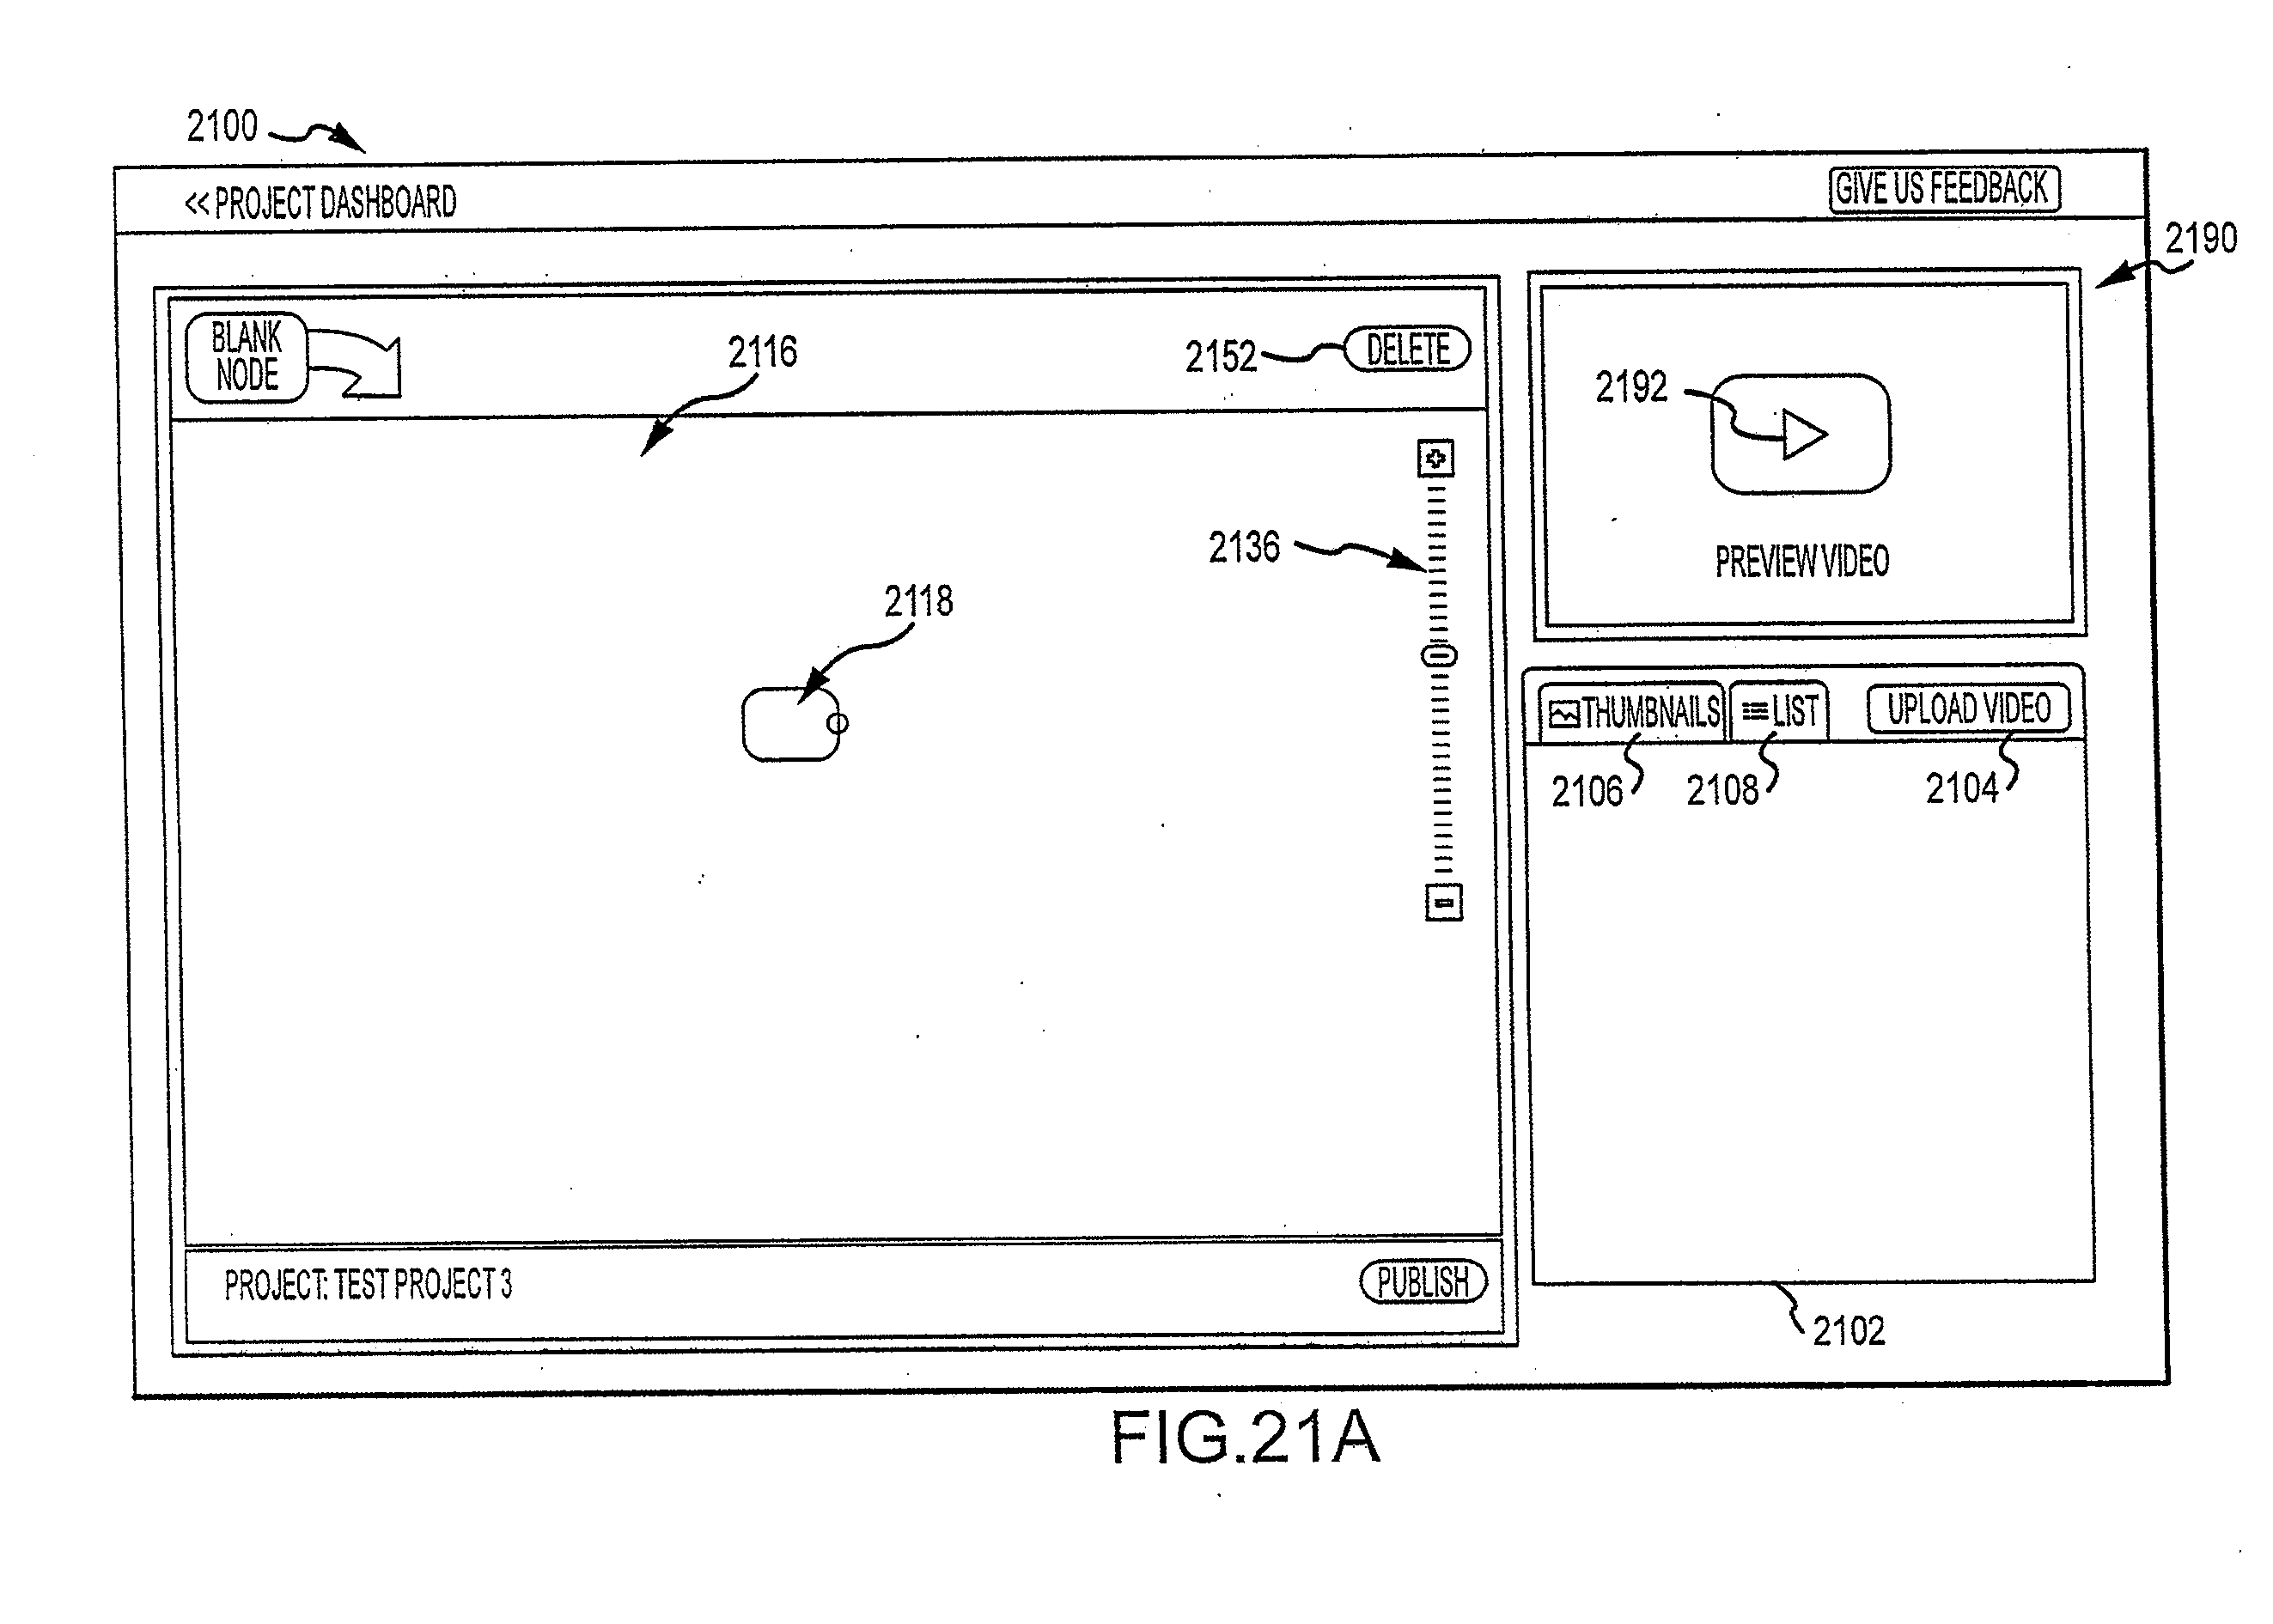 2100
<< PROJECT DASHBOARD
GIVE US FEEDBACK
2190
BLANK
NODE
2116
2152
DELETE
2192
PREVIEW VIDEO
2136
2118
THUMBNAILS
LIST
UPLOAD VIDEO
2106
2108
2104
PROJECT: TEST PROJECT 3
PUBLISH
2102
FIG.21A